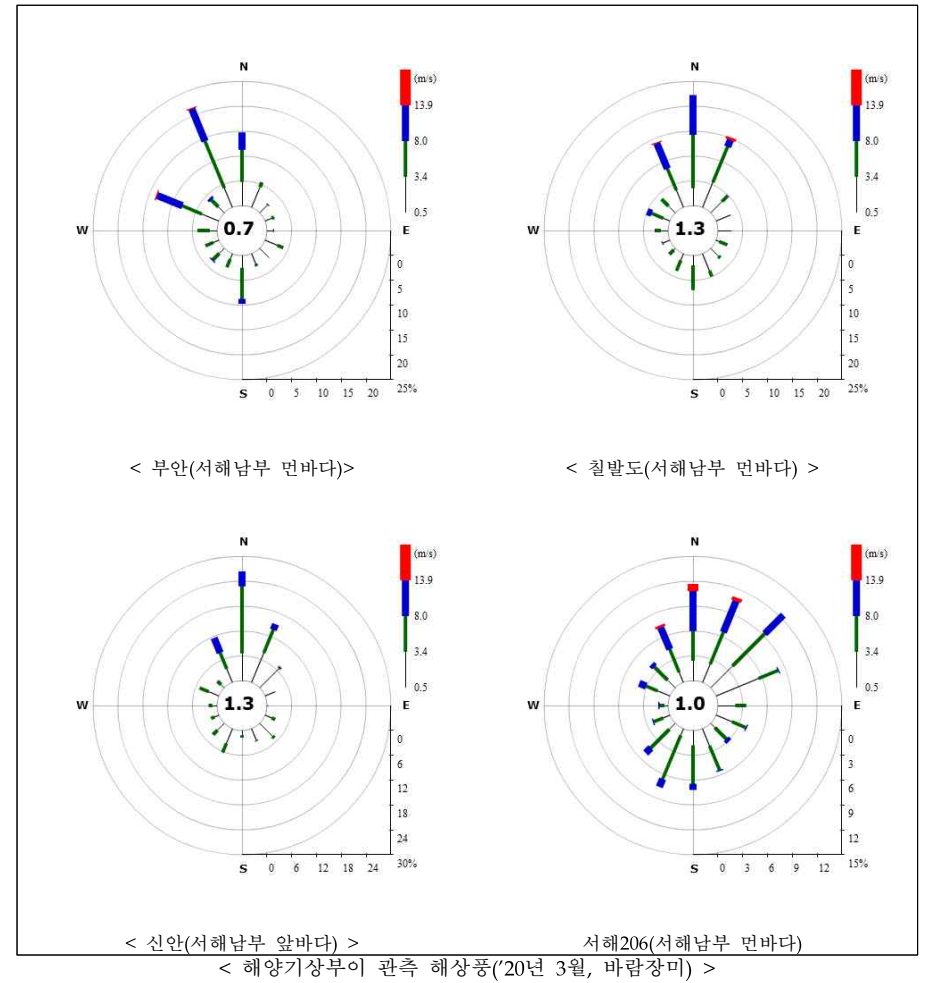 N
(m/s)
13.9
8.0
3.4
0.5
W
0.7
E
0
5
10
15
20
25%
S
0 5 10 15 20
< 부안(서해남부 먼바다)>
N
(m/s)
13.9
8.0
3.4
0.5
W
1.3
E
0
5
10
15
20
25%
S
0 5 10 15 20
< 칠발도(서해남부 먼바다) >
N
(m/s)
13.9
8.0
3.4
0.5
W
1.3
E
0
6
12
18
24
30%
S
0 6 12 18 24
< 신안(서해남부 앞바다) >
N
(m/s)
13.9
8.0
3.4
0.5
W
1.0
E
0
3
6
9
12
15%
S
0 3 6 9 12
서해206(서해남부 먼바다)
< 해양기상부이 관측 해상풍('20년 3월, 바람장미) >